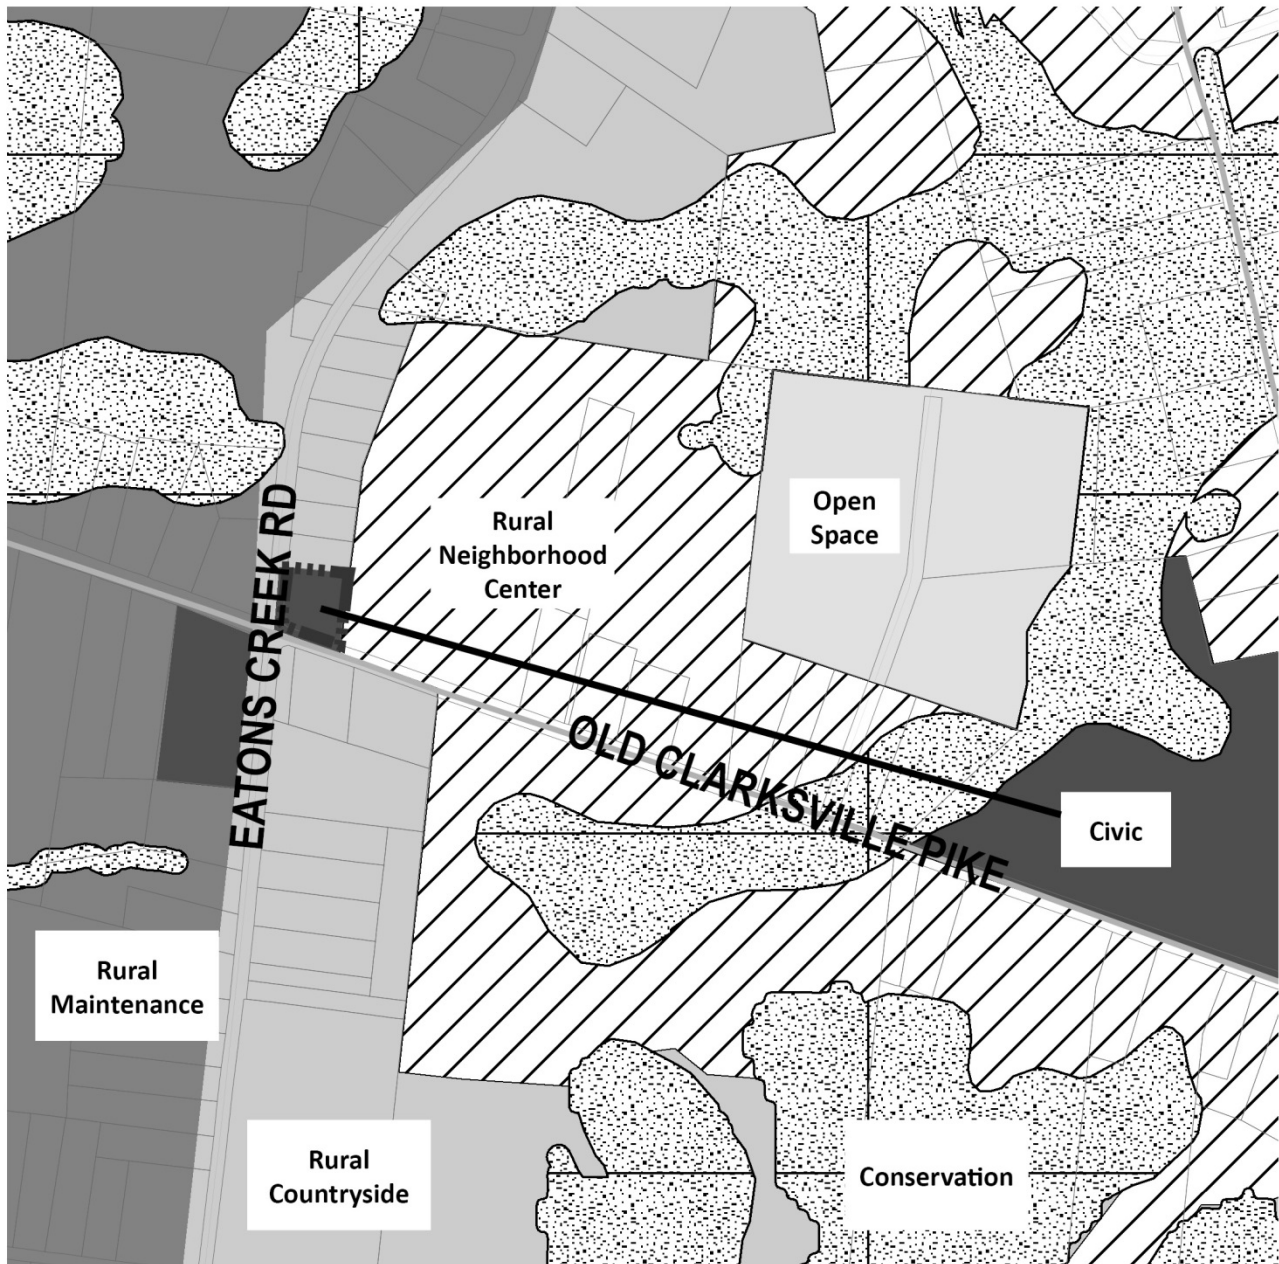 EATONS CREEK RD
Rural
Neighborhood
Center
Open
Space
OLD CLARKSVILLE PIKE
Civic
Rural
Maintenance
Rural
Countryside
Conservation